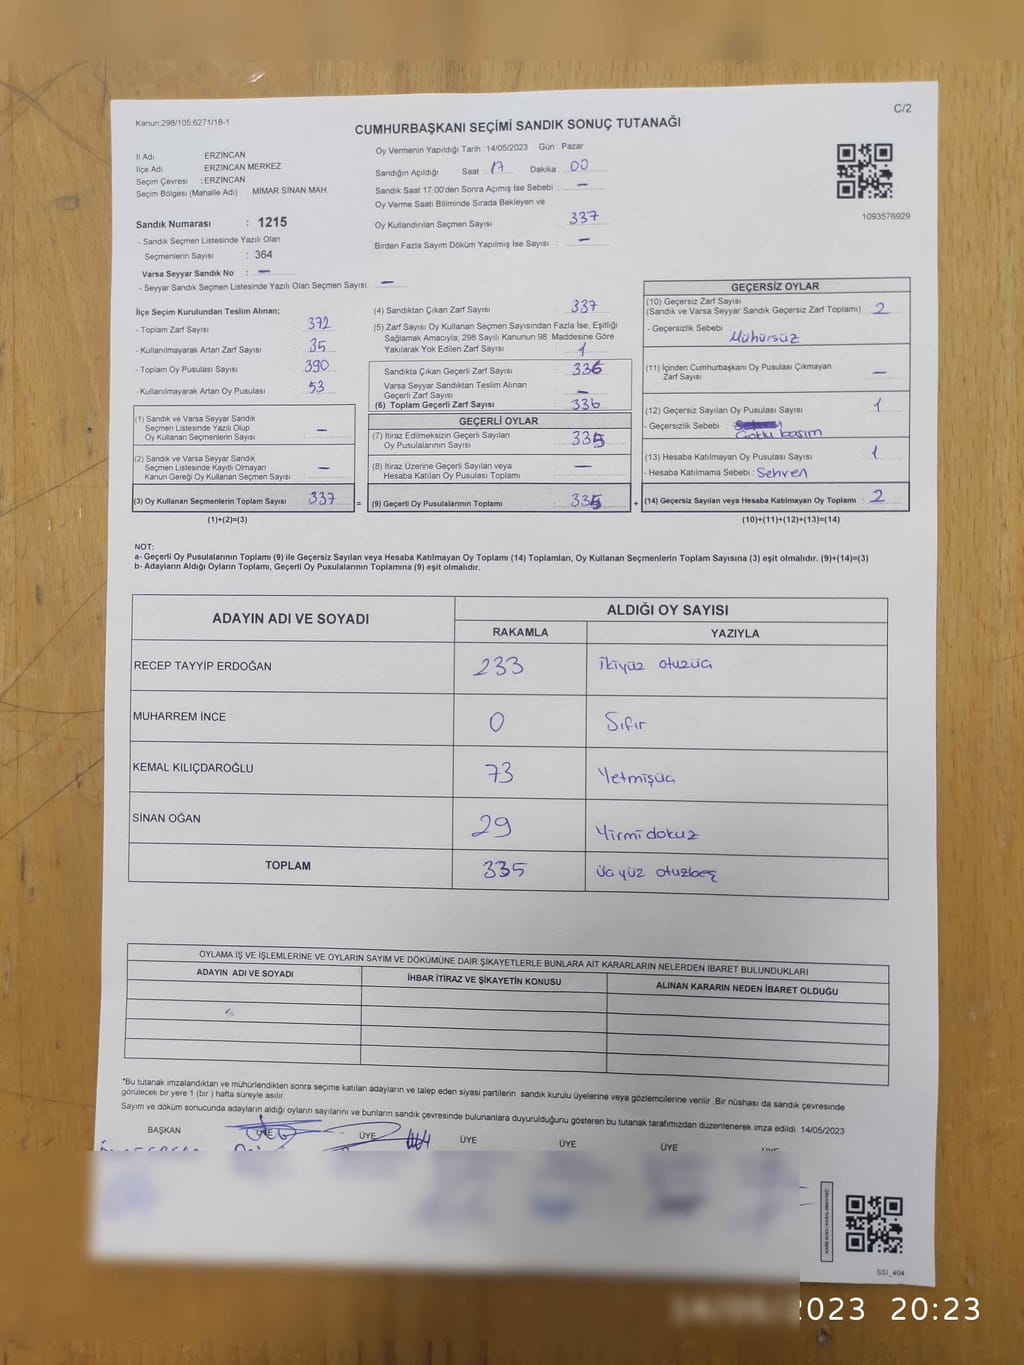 C/2
Kanun:298/105;6271/18-1
CUMHURBAŞKANI SEÇİMİ SANDIK SONUÇ TUTANAĞI
İl Adı ERZİNCAN
İlçe Adı : ERZİNCAN MERKEZ
Seçim Çevresi : ERZİNCAN
Seçim Bölgesi (Mahalle Adı) : MİMAR SİNAN MAH.
Sandık Numarası : 1215
- Sandık Seçmen Listesinde Yazılı Olan
Seçmenlerin Sayısı : 364
Varsa Seyyar Sandık No : —
- Seyyar Sandık Seçmen Listesinde Yazılı Olan Seçmen Sayısı: —
Oy Vermenin Yapıldığı Tarih : 14/05/2023 Gün : Pazar
Sandığın Açıldığı Saat 17 Dakika 00
Sandık Saat 17:00'den Sonra Açımış İse Sebebi : —
Oy Verme Saati Bitiminde Sırada Bekleyen ve
Oy Kullandırılan Seçmen Sayısı : 337
Birden Fazla Sayım Döküm Yapılmış İse Sayısı : —
1093576929
İlçe Seçim Kurulundan Teslim Alınan;
- Toplam Zarf Sayısı : 372
- Kullanılmayarak Artan Zarf Sayısı : 35
- Toplam Oy Pusulası Sayısı : 390
- Kullanılmayarak Artan Oy Pusulası : 53
(1) Sandık ve Varsa Seyyar Sandık
Seçmen Listesinde Yazılı Olup
Oy Kullanan Seçmenlerin Sayısı : —
(2) Sandık ve Varsa Seyyar Sandık
Seçmen Listesinde Kayıtlı Olmayan
Kanun Gereği Oy Kullanan Seçmen Sayısı : —
(3) Oy Kullanan Seçmenlerin Toplam Sayısı : 337
(1)+(2)=(3)
=
(4) Sandıktan Çıkan Zarf Sayısı : 337
(5) Zarf Sayısı Oy Kullanan Seçmen Sayısından Fazla İse, Eşitliği
Sağlamak Amacıyla; 298 Sayılı Kanunun 98. Maddesine Göre
Yakılarak Yok Edilen Zarf Sayısı : 1
Sandıkta Çıkan Geçerli Zarf Sayısı : 336
Varsa Seyyar Sandıktan Teslim Alınan
Geçerli Zarf Sayısı : —
(6) Toplam Geçerli Zarf Sayısı : 336
GEÇERLİ OYLAR
(7) İtiraz Edilmeksizin Geçerli Sayılan
Oy Pusulalarının Sayısı : 335
(8) İtiraz Üzerine Geçerli Sayılan veya
Hesaba Katılan Oy Pusulası Toplamı : —
(9) Geçerli Oy Pusulalarının Toplamı : 335
+
GEÇERSİZ OYLAR
(10) Geçersiz Zarf Sayısı
(Sandık ve Varsa Seyyar Sandık Geçersiz Zarf Toplamı) : 2
- Geçersizlik Sebebi : Mühürsüz
(11) İçinden Cumhurbaşkanı Oy Pusulası Çıkmayan
Zarf Sayısı : —
(12) Geçersiz Sayılan Oy Pusulası Sayısı : 1
- Geçersizlik Sebebi : Çoklu basım
(13) Hesaba Katılmayan Oy Pusulası Sayısı : 1
- Hesaba Katılmama Sebebi : Sehven
(14) Geçersiz Sayılan veya Hesaba Katılmayan Oy Toplamı : 2
(10)+(11)+(12)+(13)=(14)
NOT:
a- Geçerli Oy Pusulalarının Toplamı (9) ile Geçersiz Sayılan veya Hesaba Katılmayan Oy Toplamı (14) Toplamları, Oy Kullanan Seçmenlerin Toplam Sayısına (3) eşit olmalıdır. (9)+(14)=(3)
b- Adayların Aldığı Oyların Toplamı, Geçerli Oy Pusulalarının Toplamına (9) eşit olmalıdır.
ADAYIN ADI VE SOYADI ALDIĞI OY SAYISI
RAKAMLA YAZIYLA
RECEP TAYYİP ERDOĞAN 233 ikiyüz otuzüç
MUHARREM İNCE 0 Sıfır
KEMAL KILIÇDAROĞLU 73 Yetmişüç
SİNAN OĞAN 29 Yirmi dokuz
TOPLAM 335 Üçyüz otuzbeş
OYLAMA İŞ VE İŞLEMLERİNE VE OYLARIN SAYIM VE DÖKÜMÜNE DAİR ŞİKAYETLERLE BUNLARA AİT KARARLARIN NELERDEN İBARET BULUNDUKLARI
ADAYIN ADI VE SOYADI İHBAR İTİRAZ VE ŞİKAYETİN KONUSU ALINAN KARARIN NEDEN İBARET OLDUĞU
"Bu tutanak imzalandıktan ve mühürlendikten sonra seçime katılan adayların ve talep eden siyasi partilerin sandık kurulu üyelerine veya gözlemcilerine verilir. Bir nüshası da sandık çevresinde
görülecek bir yere 1 (bir ) hafta süreyle asılır.
Sayım ve döküm sonucunda adayların aldığı oyların sayılarını ve bunların sandık çevresinde bulunanlara duyurulduğunu gösteren bu tutanak tarafımızdan düzenlenerek imza edildi. 14/05/2023
BAŞKAN ÜYE ÜYE ÜYE ÜYE ÜYE ÜYE
SSI_404
2023 20:23